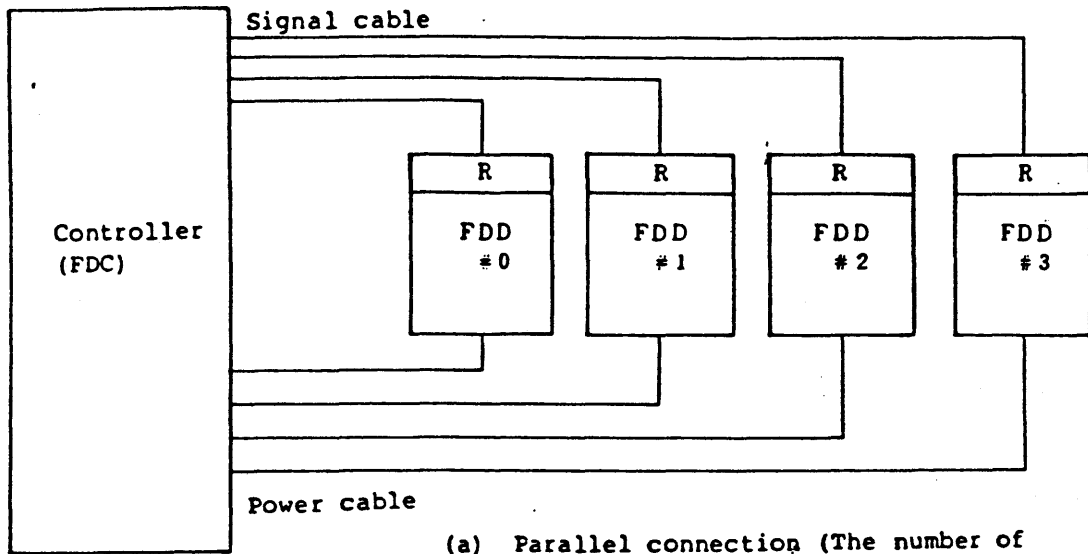 Signal cable
R R R R
Controller FDD FDD FDD FDD
(FDC) #0 #1 #2 #3
Power cable
(a) Parallel connection (The number of